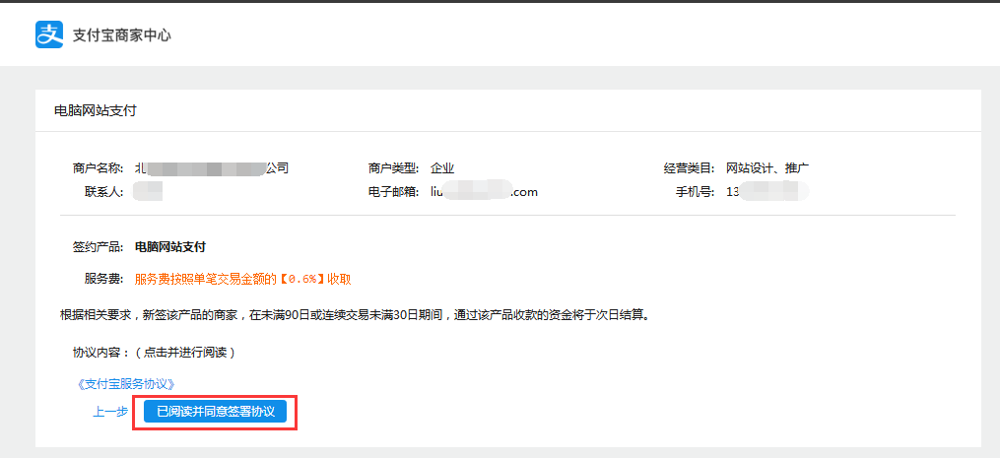 支付宝商家中心
电脑网站支付
商户名称: 北 公司 商户类型: 企业 经营类目: 网站设计、推广
联系人: 电子邮箱: liu .com 手机号: 13
签约产品: 电脑网站支付
服务费: 服务费按照单笔交易金额的【0.6%】收取
根据相关要求，新签该产品的商家，在未满90日或连续交易未满30日期间，通过该产品收款的资金将于次日结算。
协议内容：（点击并进行阅读）
《支付宝服务协议》
上一步 已阅读并同意签署协议